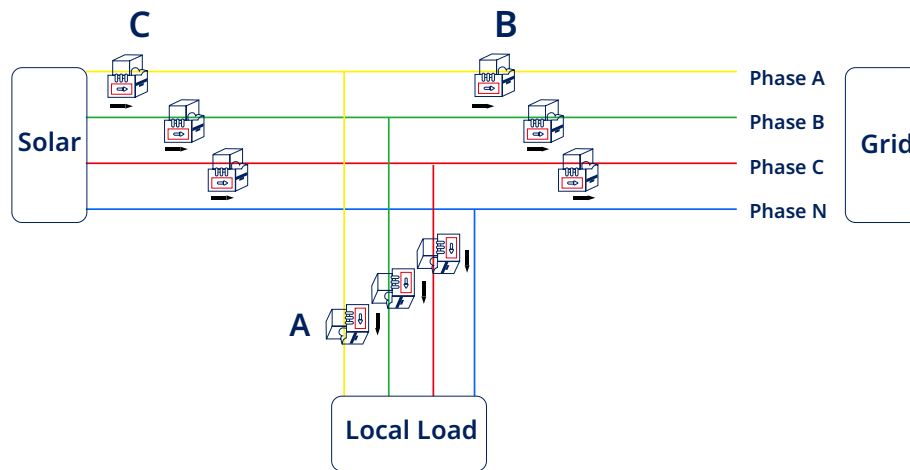 C
B
Solar
Phase A
Phase B
Phase C
Phase N
Grid
A
Local Load